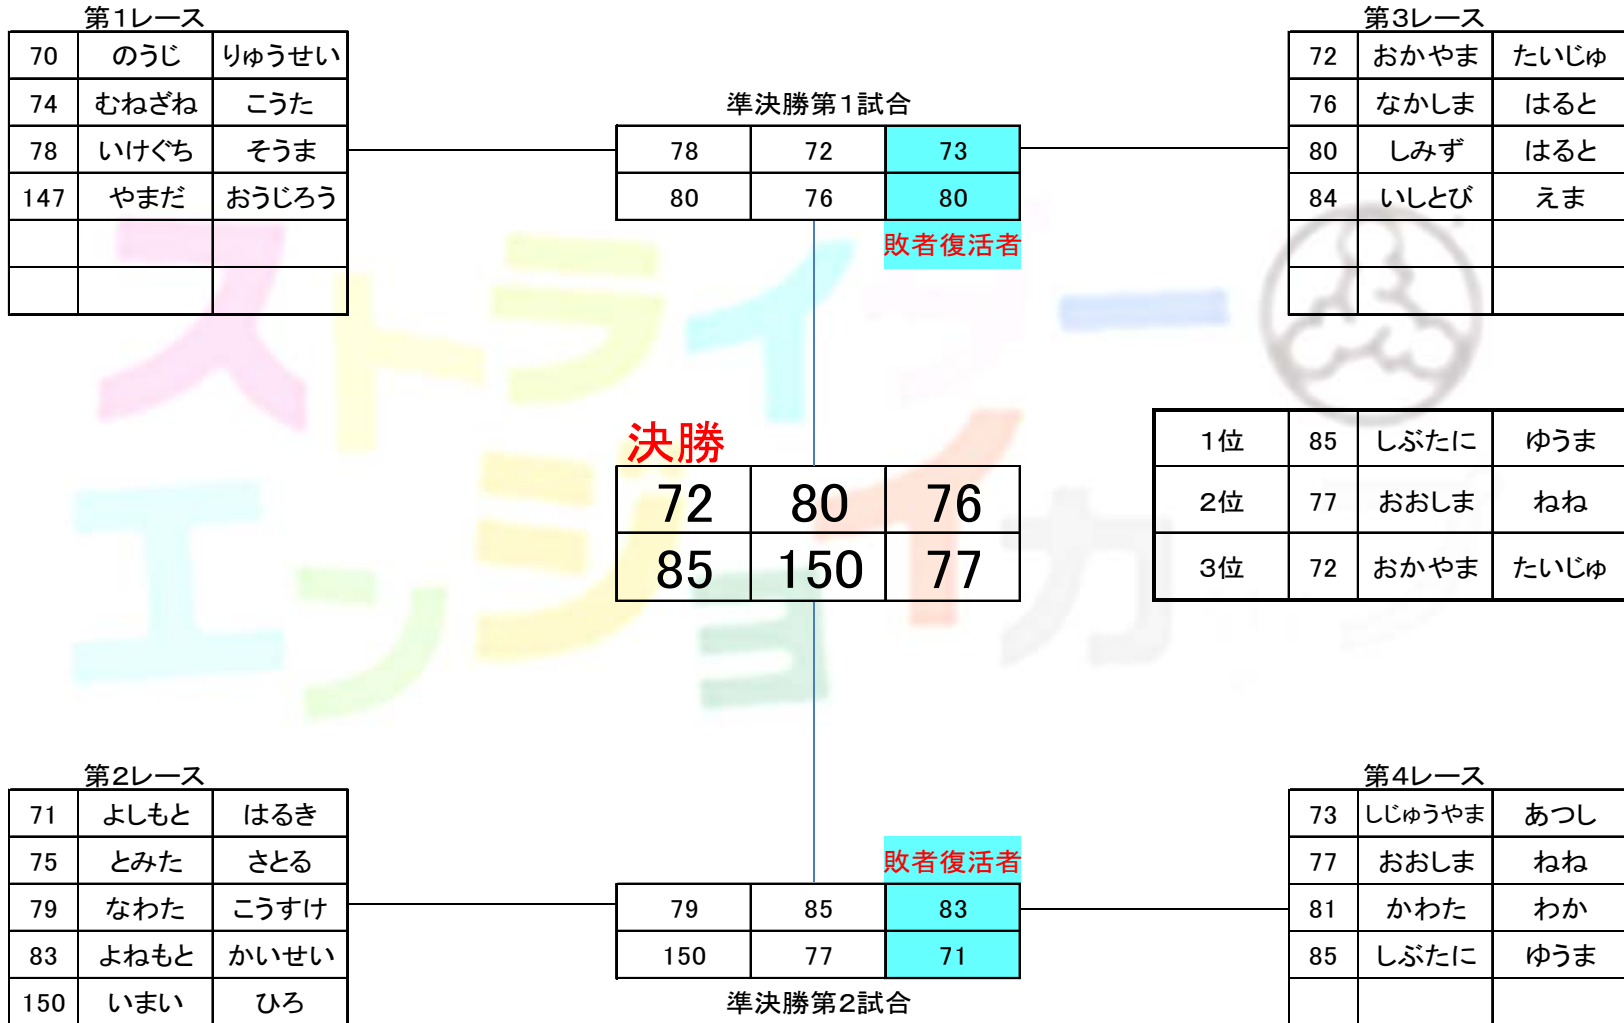 第1レース
70 のうじ りゅうせい
74 むねざね こうた
78 いけぐち そうま
147 やまだ おうじろう
準決勝第1試合
78 72 73
80 76 80
敗者復活者
第3レース
72 おかやま たいじゅ
76 なかしま はると
80 しみず はると
84 いしとび えま
ストライダー
エンジョイカップ
決勝
72 80 76
85 150 77
1位 85 しぶたに ゆうま
2位 77 おおしま ねね
3位 72 おかやま たいじゅ
第2レース
71 よしもと はるき
75 とみた さとる
79 なわた こうすけ
83 よねもと かいせい
150 いまい ひろ
敗者復活者
79 85 83
150 77 71
準決勝第2試合
第4レース
73 しじゅうやま あつし
77 おおしま ねね
81 かわた わか
85 しぶたに ゆうま